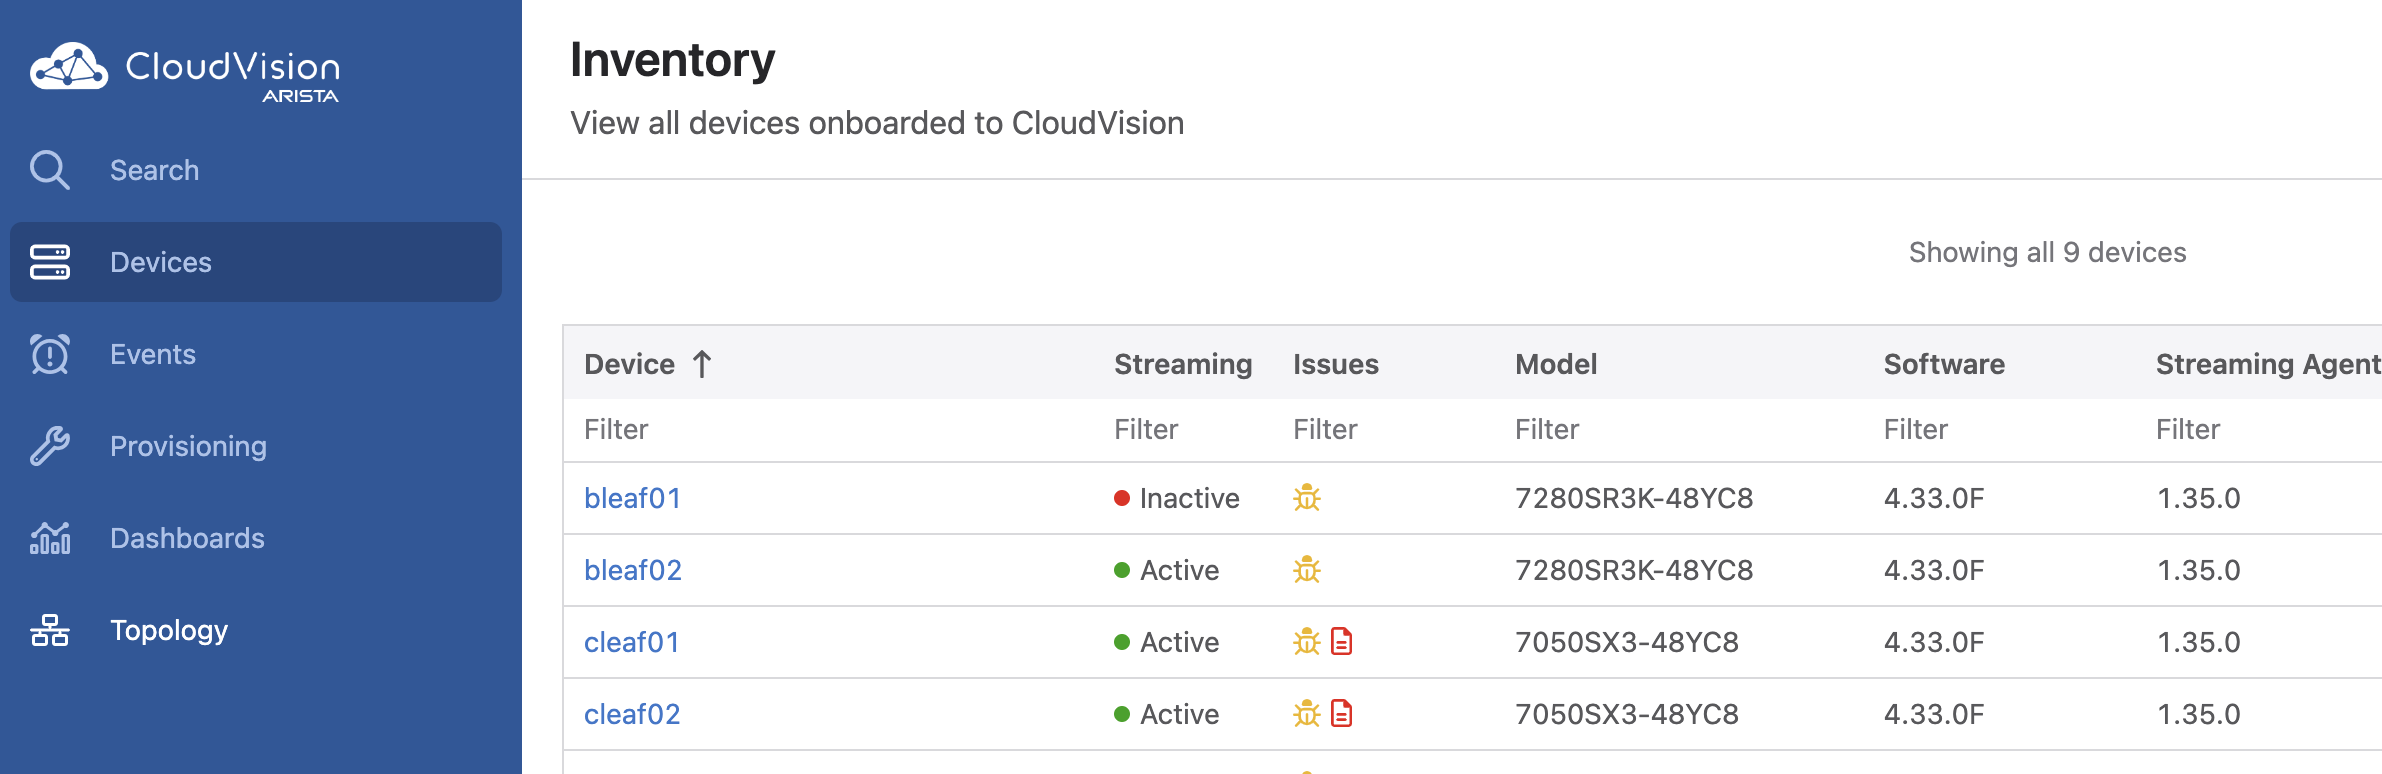 CloudVision
ARISTA
Search
Devices
Events
Provisioning
Dashboards
Topology
Inventory
View all devices onboarded to CloudVision
Showing all 9 devices
Device ↑ Streaming Issues Model Software Streaming Agent
Filter Filter Filter Filter Filter Filter
bleaf01 Inactive 7280SR3K-48YC8 4.33.0F 1.35.0
bleaf02 Active 7280SR3K-48YC8 4.33.0F 1.35.0
cleaf01 Active 7050SX3-48YC8 4.33.0F 1.35.0
cleaf02 Active 7050SX3-48YC8 4.33.0F 1.35.0